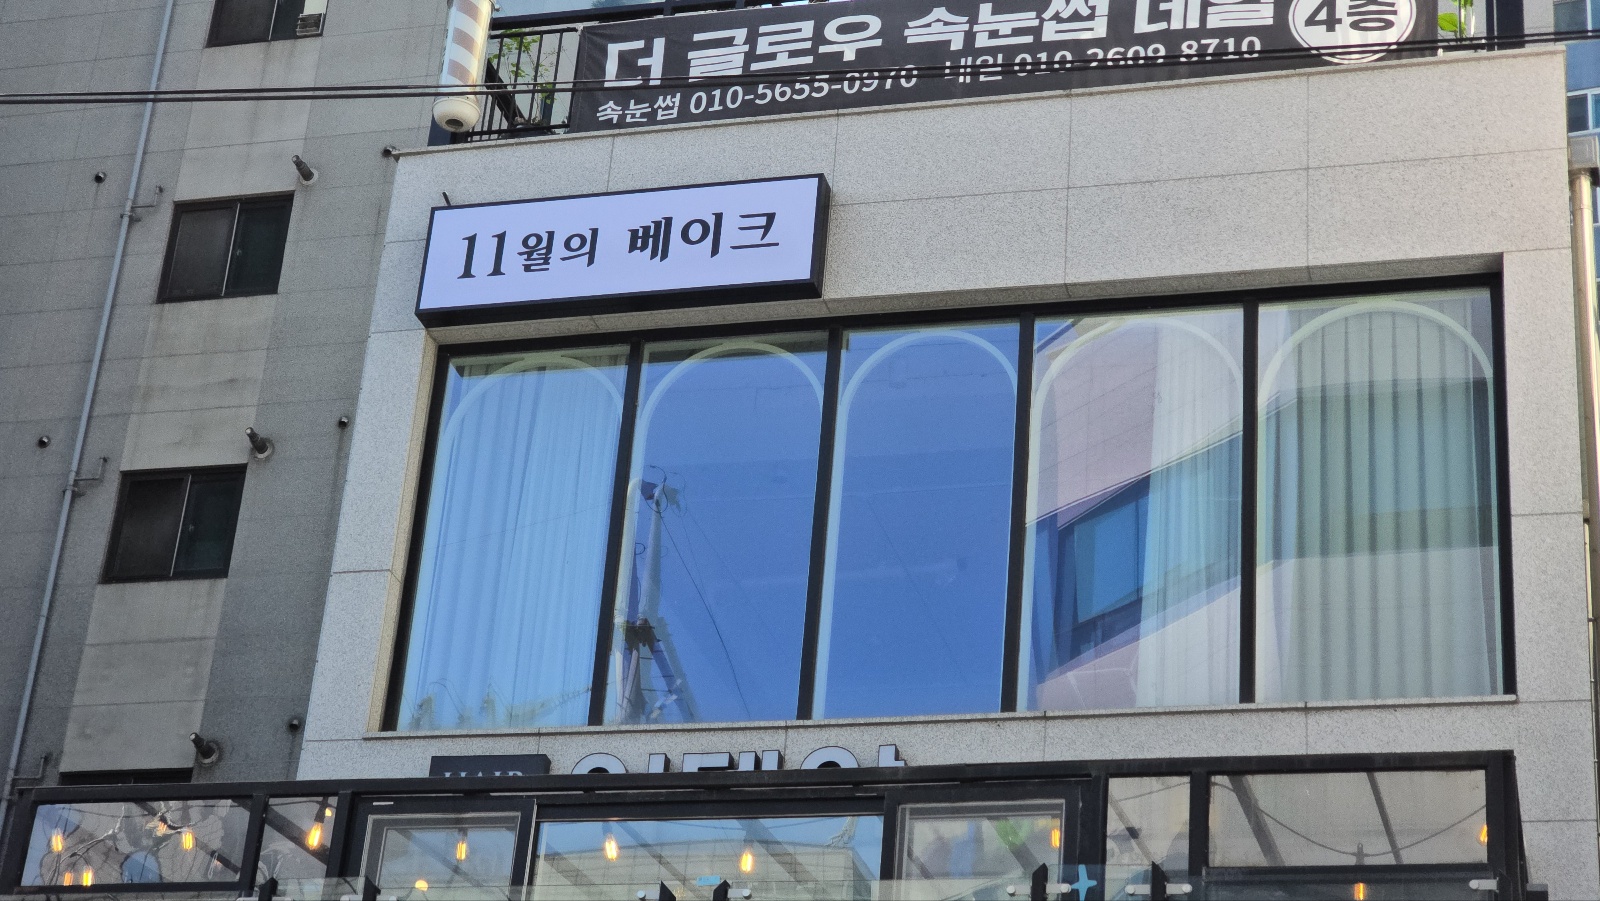 더 글로우 속눈썹 네일 4층
속눈썹 010-5655-0970 네일 010-2609-8710
11월의 베이크
HAIR